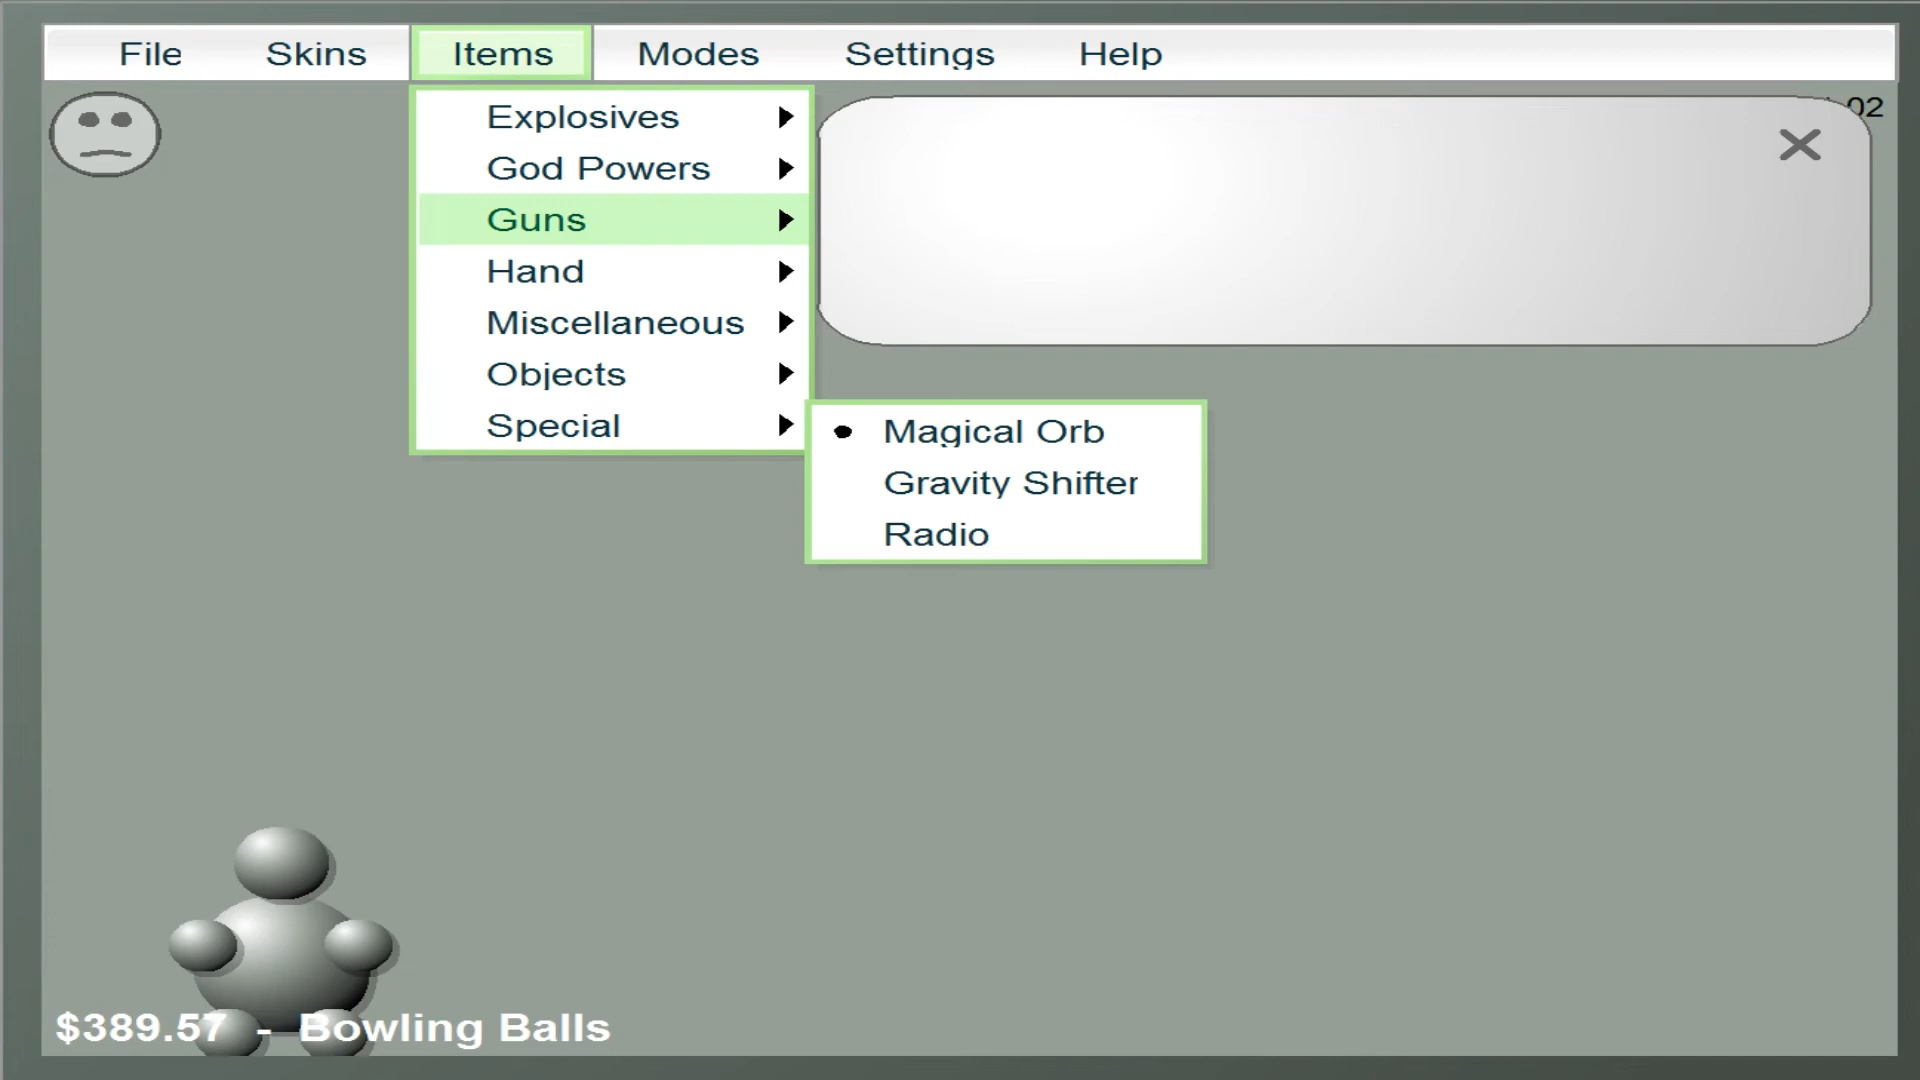 File Skins Items Modes Settings Help
02
Explosives
God Powers
Guns
Hand
Miscellaneous
Objects
Special
Magical Orb
Gravity Shifter
Radio
$389.57 - Bowling Balls